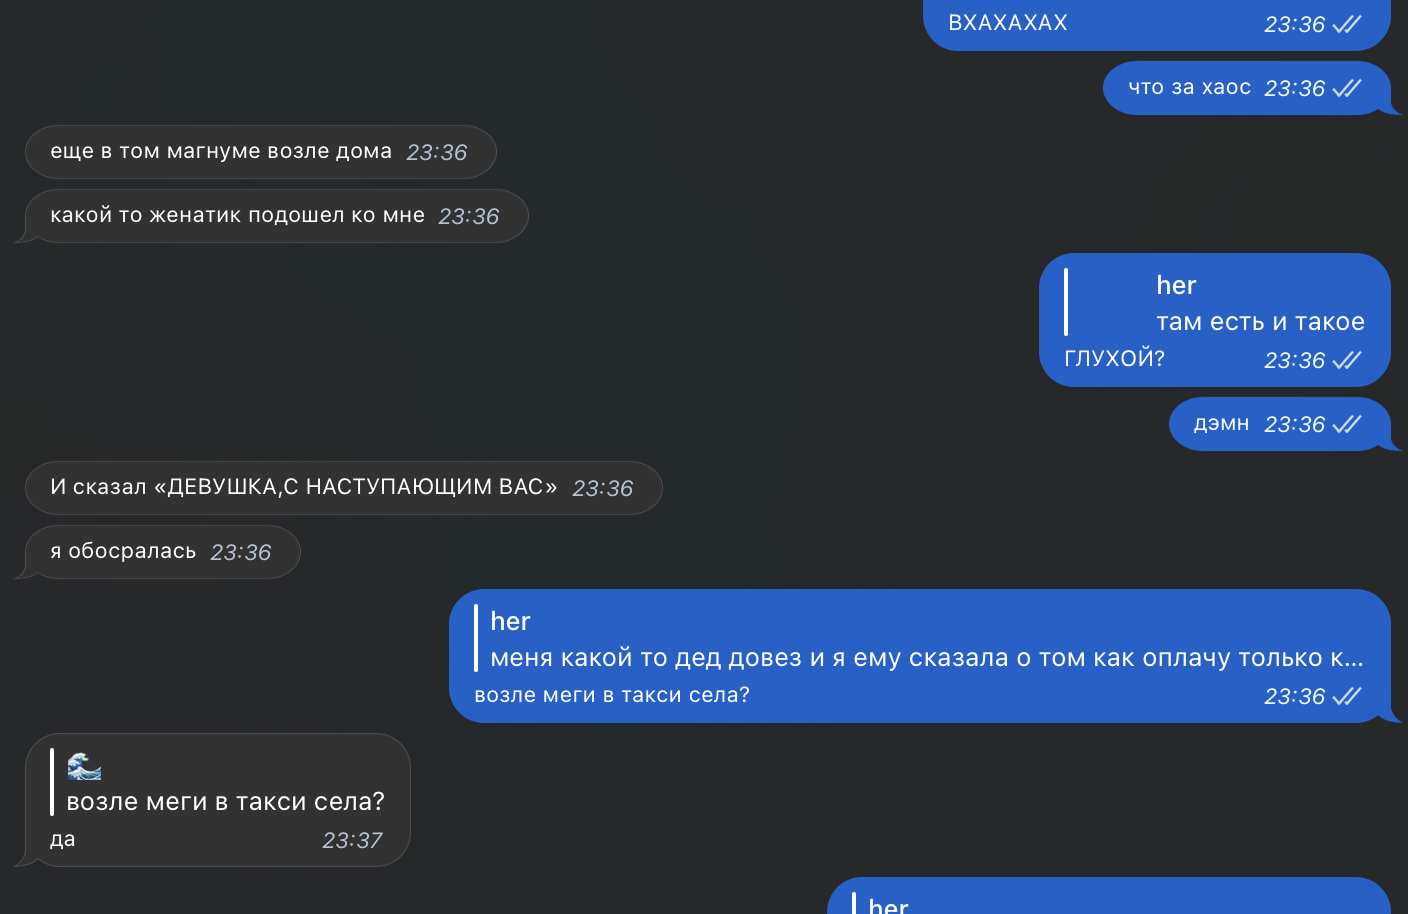 ВХАХАХАХ 23:36
что за хаос 23:36
еще в том магнуме возле дома 23:36
какой то женатик подошел ко мне 23:36
her
там есть и такое
ГЛУХОЙ? 23:36
дэмн 23:36
И сказал «ДЕВУШКА,С НАСТУПАЮЩИМ ВАС» 23:36
я обосралась 23:36
her
меня какой то дед довез и я ему сказала о том как оплачу только к...
возле меги в такси села? 23:36
🌊
возле меги в такси села?
да 23:37
her